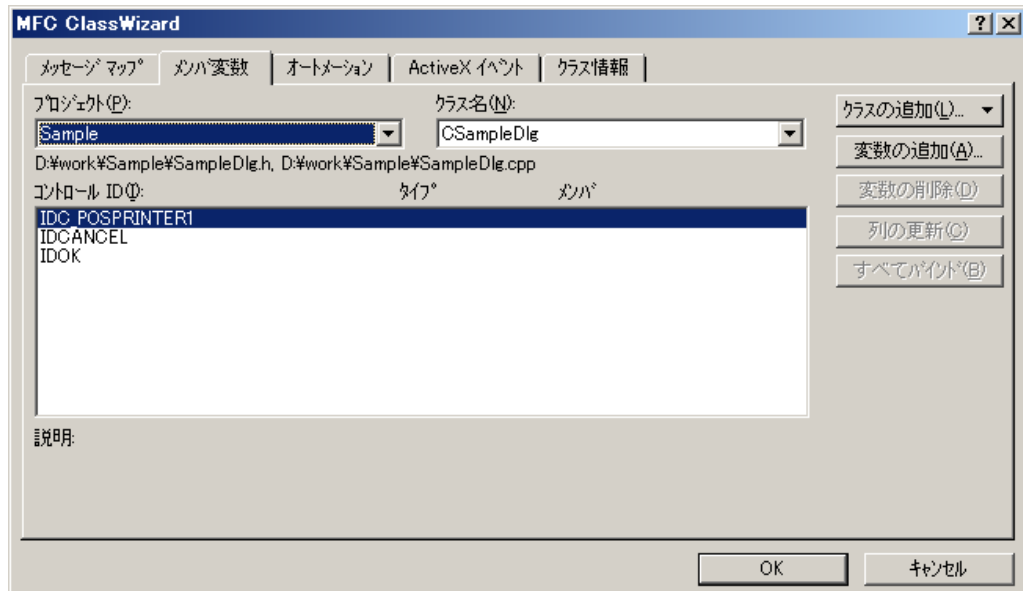 MFC ClassWizard
ﾒｯｾｰｼﾞ ﾏｯﾌﾟ ﾒﾝﾊﾞ変数 ｵｰﾄﾒｰｼｮﾝ ActiveX ｲﾍﾞﾝﾄ ｸﾗｽ情報
ﾌﾟﾛｼﾞｪｸﾄ(P): ｸﾗｽ名(N): ｸﾗｽの追加(L)...
Sample CSampleDlg
変数の追加(A)...
D:¥work¥Sample¥SampleDlg.h, D:¥work¥Sample¥SampleDlg.cpp
ｺﾝﾄﾛｰﾙ ID(I): ﾀｲﾌﾟ ﾒﾝﾊﾞ 変数の削除(D)
IDC_POSPRINTER1
IDCANCEL 列の更新(C)
IDOK
すべてﾊﾞｲﾝﾄﾞ(B)
説明:
OK ｷｬﾝｾﾙ